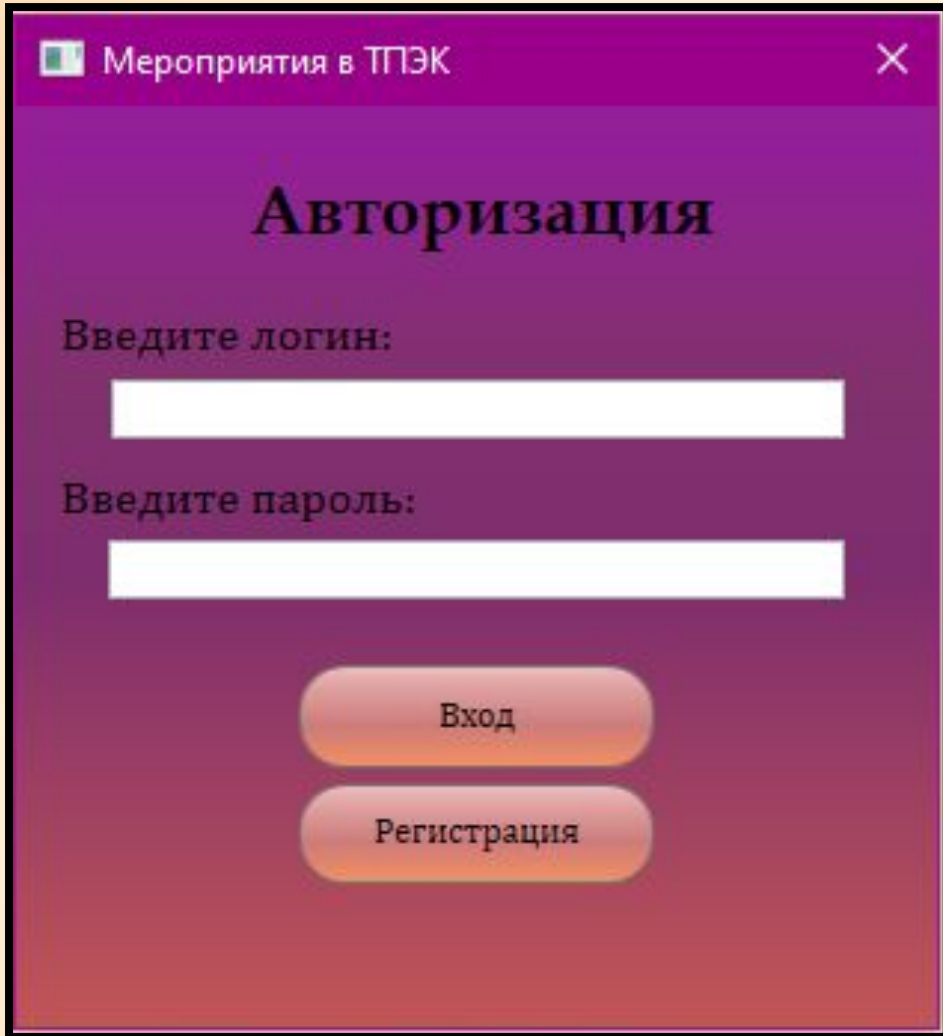 Мероприятия в ТПЭК
Авторизация
Введите логин:
Введите пароль:
Вход
Регистрация